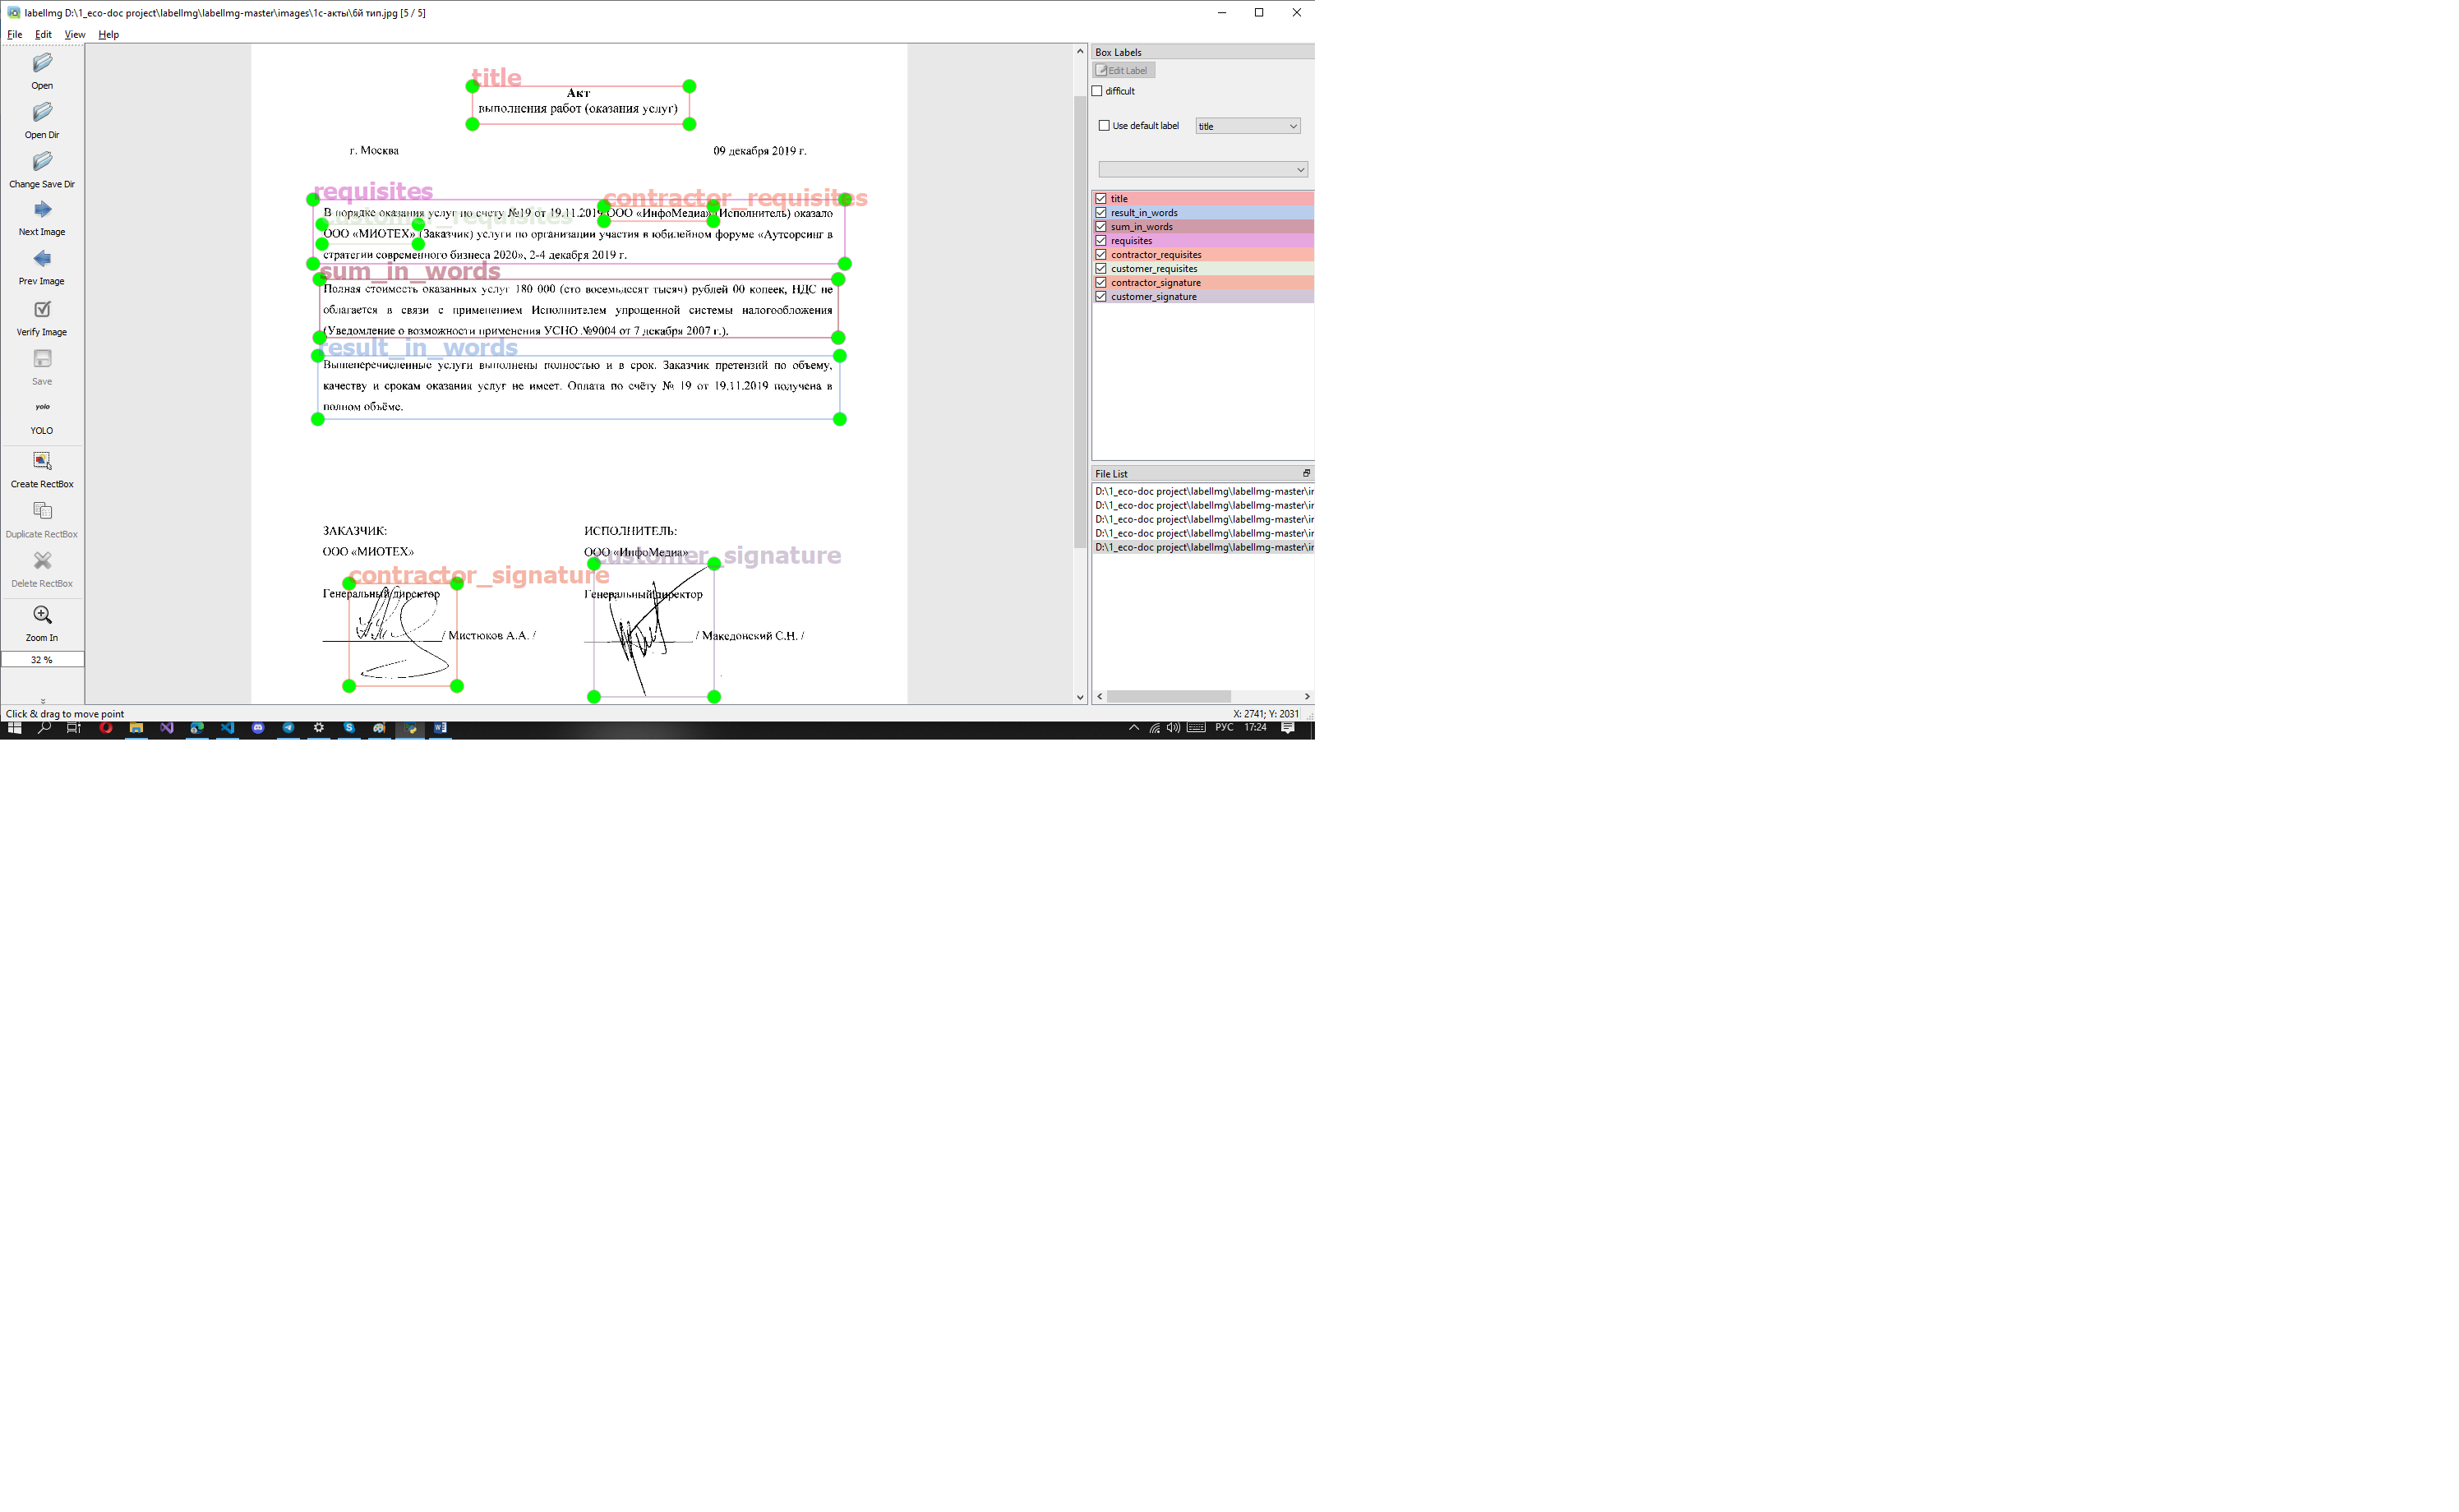 labelImg D:\1_eco-doc project\labelImg\labelImg-master\images\1с-акты\6й тип.jpg [5 / 5]
File Edit View Help
Open
Open Dir
Change Save Dir
Next Image
Prev Image
Verify Image
Save
yolo
YOLO
Create RectBox
Duplicate RectBox
Delete RectBox
Zoom In
32 %
title
Акт
выполнения работ (оказания услуг)
г. Москва
09 декабря 2019 г.
requisites
contractor_requisites
customer_requisites
В порядке оказания услуг по счету №19 от 19.11.2019 ООО «ИнфоМедиа» (Исполнитель) оказало
ООО «МИОТЕХ» (Заказчик) услуги по организации участия в юбилейном форуме «Аутсорсинг в
стратегии современного бизнеса 2020», 2-4 декабря 2019 г.
sum_in_words
Полная стоимость оказанных услуг 180 000 (сто восемьдесят тысяч) рублей 00 копеек, НДС не
облагается в связи с применением Исполнителем упрощенной системы налогообложения
(Уведомление о возможности применения УСНО №9004 от 7 декабря 2007 г.).
result_in_words
Вышеперечисленные услуги выполнены полностью и в срок. Заказчик претензий по объему,
качеству и срокам оказания услуг не имеет. Оплата по счёту № 19 от 19.11.2019 получена в
полном объёме.
ЗАКАЗЧИК:
ООО «МИОТЕХ»
contractor_signature
Генеральный директор
/ Мистюков А.А. /
ИСПОЛНИТЕЛЬ:
ООО «ИнфоМедиа»
customer_signature
Генеральный директор
/ Македонский С.Н. /
Box Labels
Edit Label
difficult
Use default label
title
title
result_in_words
sum_in_words
requisites
contractor_requisites
customer_requisites
contractor_signature
customer_signature
File List
D:\1_eco-doc project\labelImg\labelImg-master\ir
D:\1_eco-doc project\labelImg\labelImg-master\ir
D:\1_eco-doc project\labelImg\labelImg-master\ir
D:\1_eco-doc project\labelImg\labelImg-master\ir
D:\1_eco-doc project\labelImg\labelImg-master\ir
Click & drag to move point
X: 2741; Y: 2031
РУС
17:24